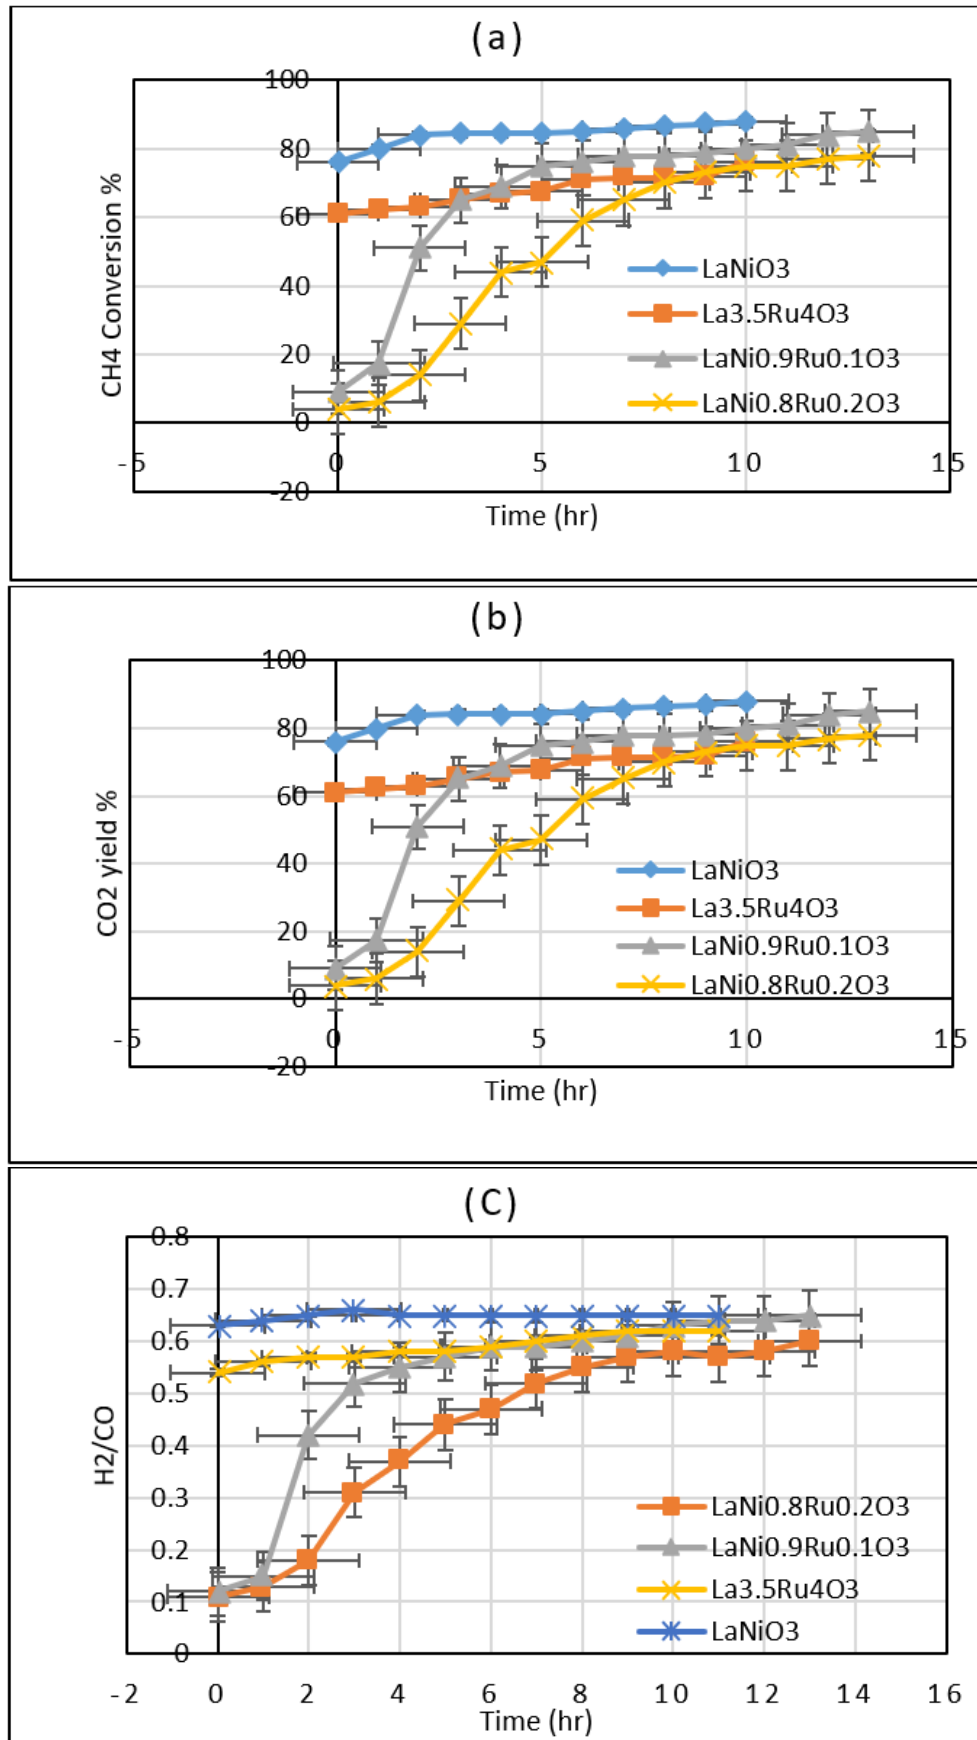 (a)
100
80
60
40
20
0
-20
-5 0 5 10 15
CH4 Conversion %
Time (hr)
LaNiO3
La3.5Ru4O3
LaNi0.9Ru0.1O3
LaNi0.8Ru0.2O3
(b)
100
80
60
40
20
0
-20
-5 0 5 10 15
CO2 yield %
Time (hr)
LaNiO3
La3.5Ru4O3
LaNi0.9Ru0.1O3
LaNi0.8Ru0.2O3
(C)
0.8
0.7
0.6
0.5
0.4
0.3
0.2
0.1
0
-2 0 2 4 6 8 10 12 14 16
H2/CO
Time (hr)
LaNi0.8Ru0.2O3
LaNi0.9Ru0.1O3
La3.5Ru4O3
LaNiO3